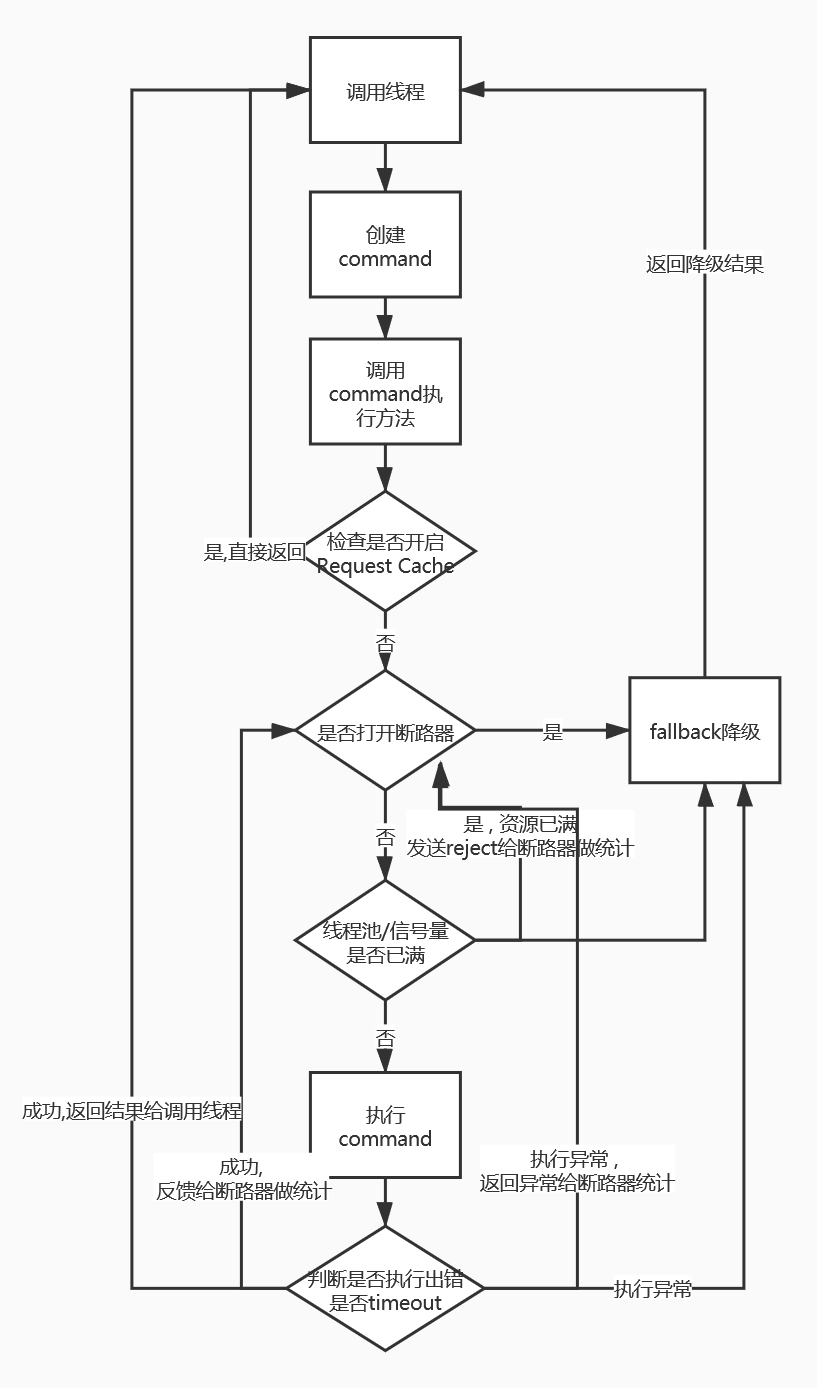 调用线程
创建
command
返回降级结果
调用
command执
行方法
检查是否开启
Request Cache
是,直接返回
否
是否打开断路器
是
fallback降级
否
是 , 资源已满
发送reject给断路器做统计
线程池/信号量
是否已满
否
执行
command
成功,返回结果给调用线程
成功,
反馈给断路器做统计
执行异常 ,
返回异常给断路器统计
判断是否执行出错
是否timeout
执行异常